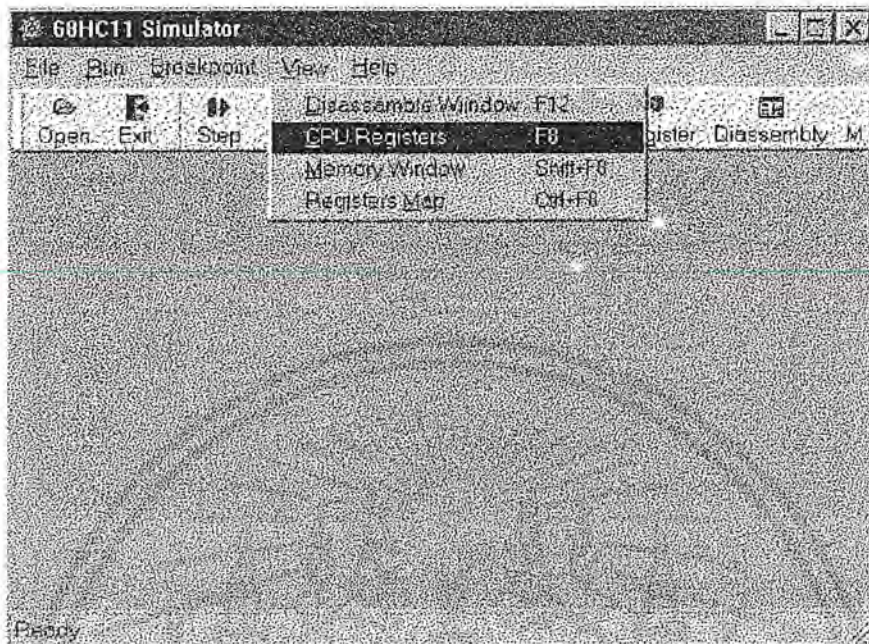 68HC11 Simulator
File Run Breakpoint View Help
Open Exit Step gister Diassembly M
Disassamble Window F12
CPU Registers F8
Memory Window Shift+F8
Registers Map Ctrl+F8
Ready